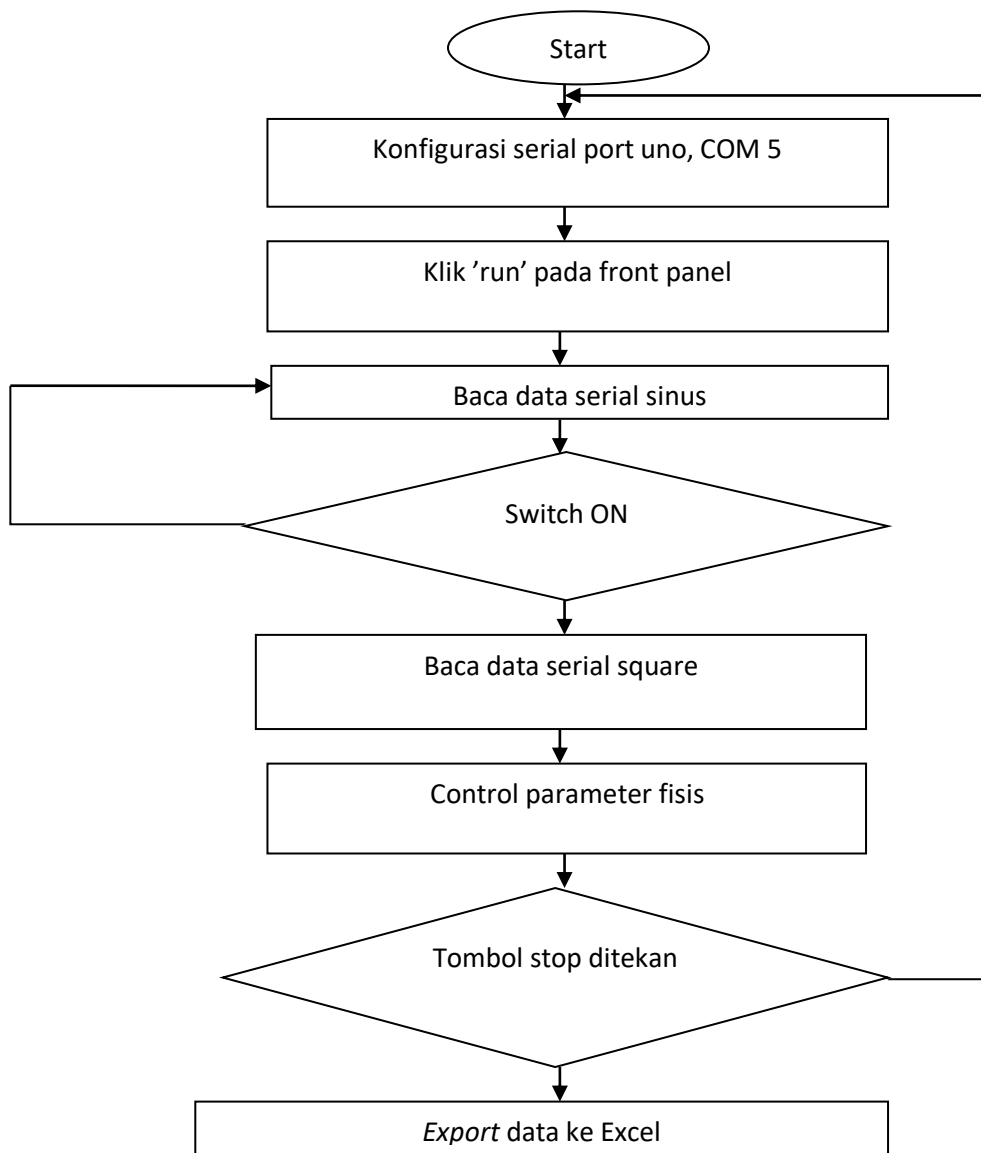 Start
Konfigurasi serial port uno, COM 5
Klik ’run’ pada front panel
Baca data serial sinus
Switch ON
Baca data serial square
Control parameter fisis
Tombol stop ditekan
Export data ke Excel